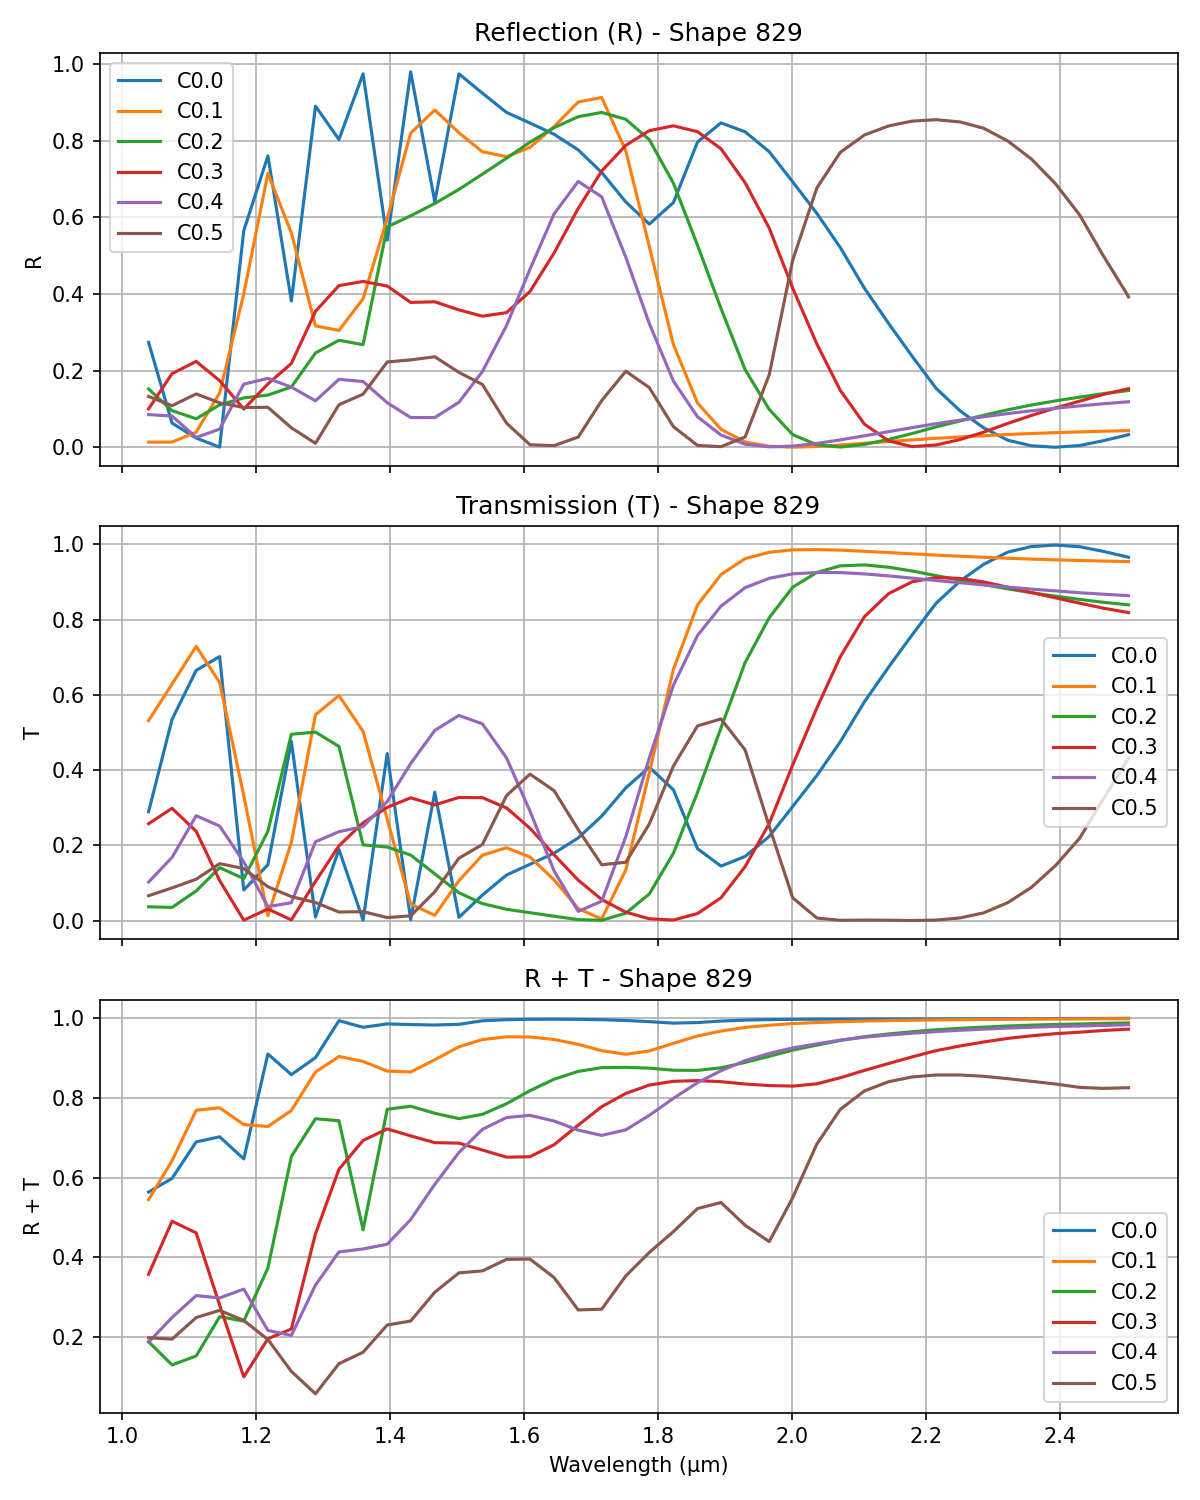 Reflection (R) - Shape 829
1.0
0.8
0.6
0.4
0.2
0.0
R
C0.0
C0.1
C0.2
C0.3
C0.4
C0.5
Transmission (T) - Shape 829
1.0
0.8
0.6
0.4
0.2
0.0
T
C0.0
C0.1
C0.2
C0.3
C0.4
C0.5
R + T - Shape 829
1.0
0.8
0.6
0.4
0.2
R + T
C0.0
C0.1
C0.2
C0.3
C0.4
C0.5
1.0 1.2 1.4 1.6 1.8 2.0 2.2 2.4
Wavelength (μm)